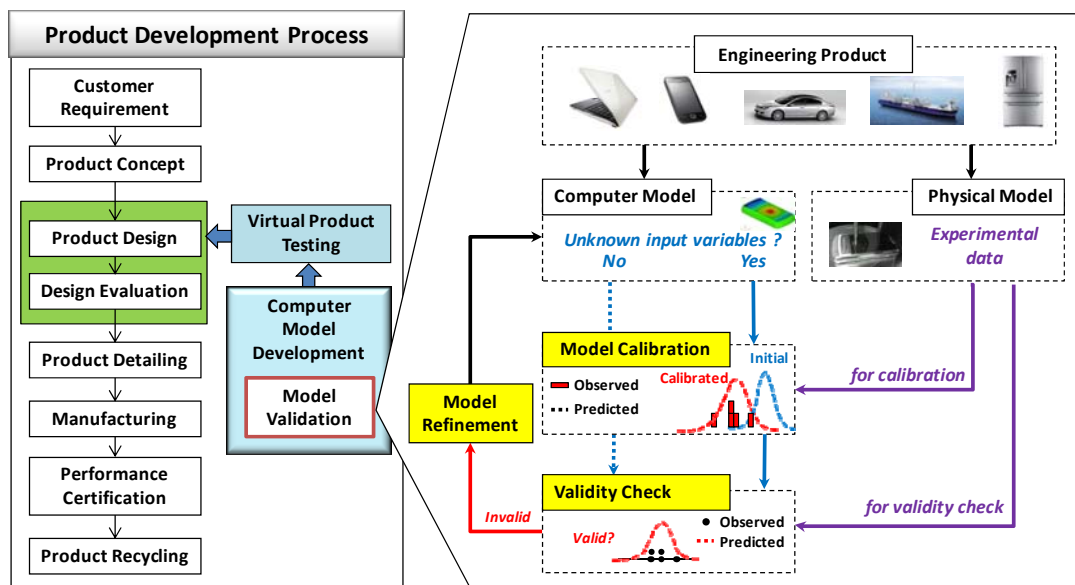 Product Development Process
Customer
Requirement
Product Concept
Product Design
Design Evaluation
Product Detailing
Manufacturing
Performance
Certification
Product Recycling
Virtual Product
Testing
Computer
Model
Development
Model
Validation
Engineering Product
Computer Model
Unknown input variables ?
No
Yes
Physical Model
Experimental
data
Model Calibration
Initial
Calibrated
Observed
Predicted
for calibration
Model
Refinement
Validity Check
Invalid
Valid?
Observed
Predicted
for validity check